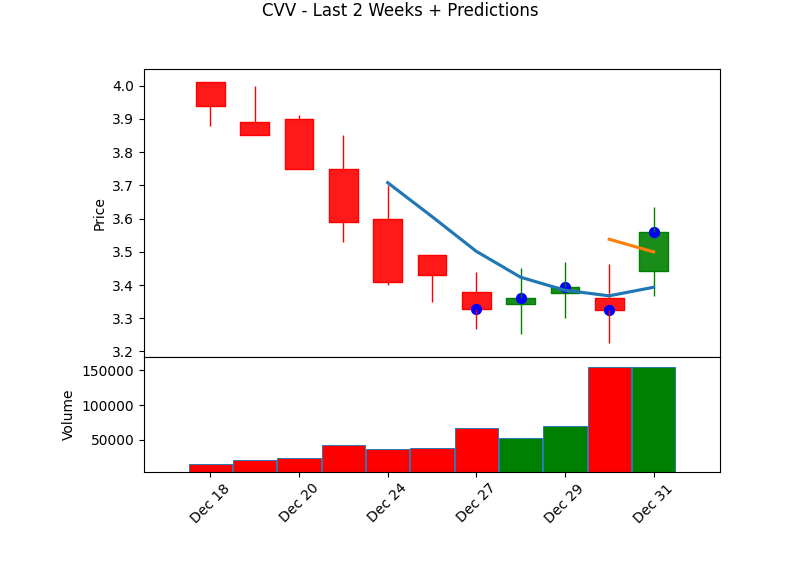 CVV - Last 2 Weeks + Predictions
4.0
3.9
3.8
3.7
3.6
3.5
3.4
3.3
3.2
Price
150000
100000
50000
Volume
Dec 18
Dec 20
Dec 24
Dec 27
Dec 29
Dec 31